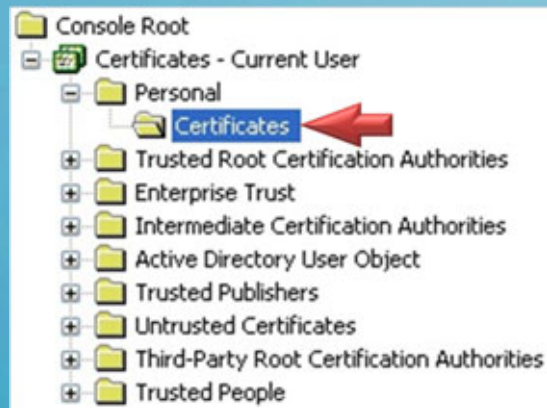 Console Root
Certificates - Current User
Personal
Certificates
Trusted Root Certification Authorities
Enterprise Trust
Intermediate Certification Authorities
Active Directory User Object
Trusted Publishers
Untrusted Certificates
Third-Party Root Certification Authorities
Trusted People